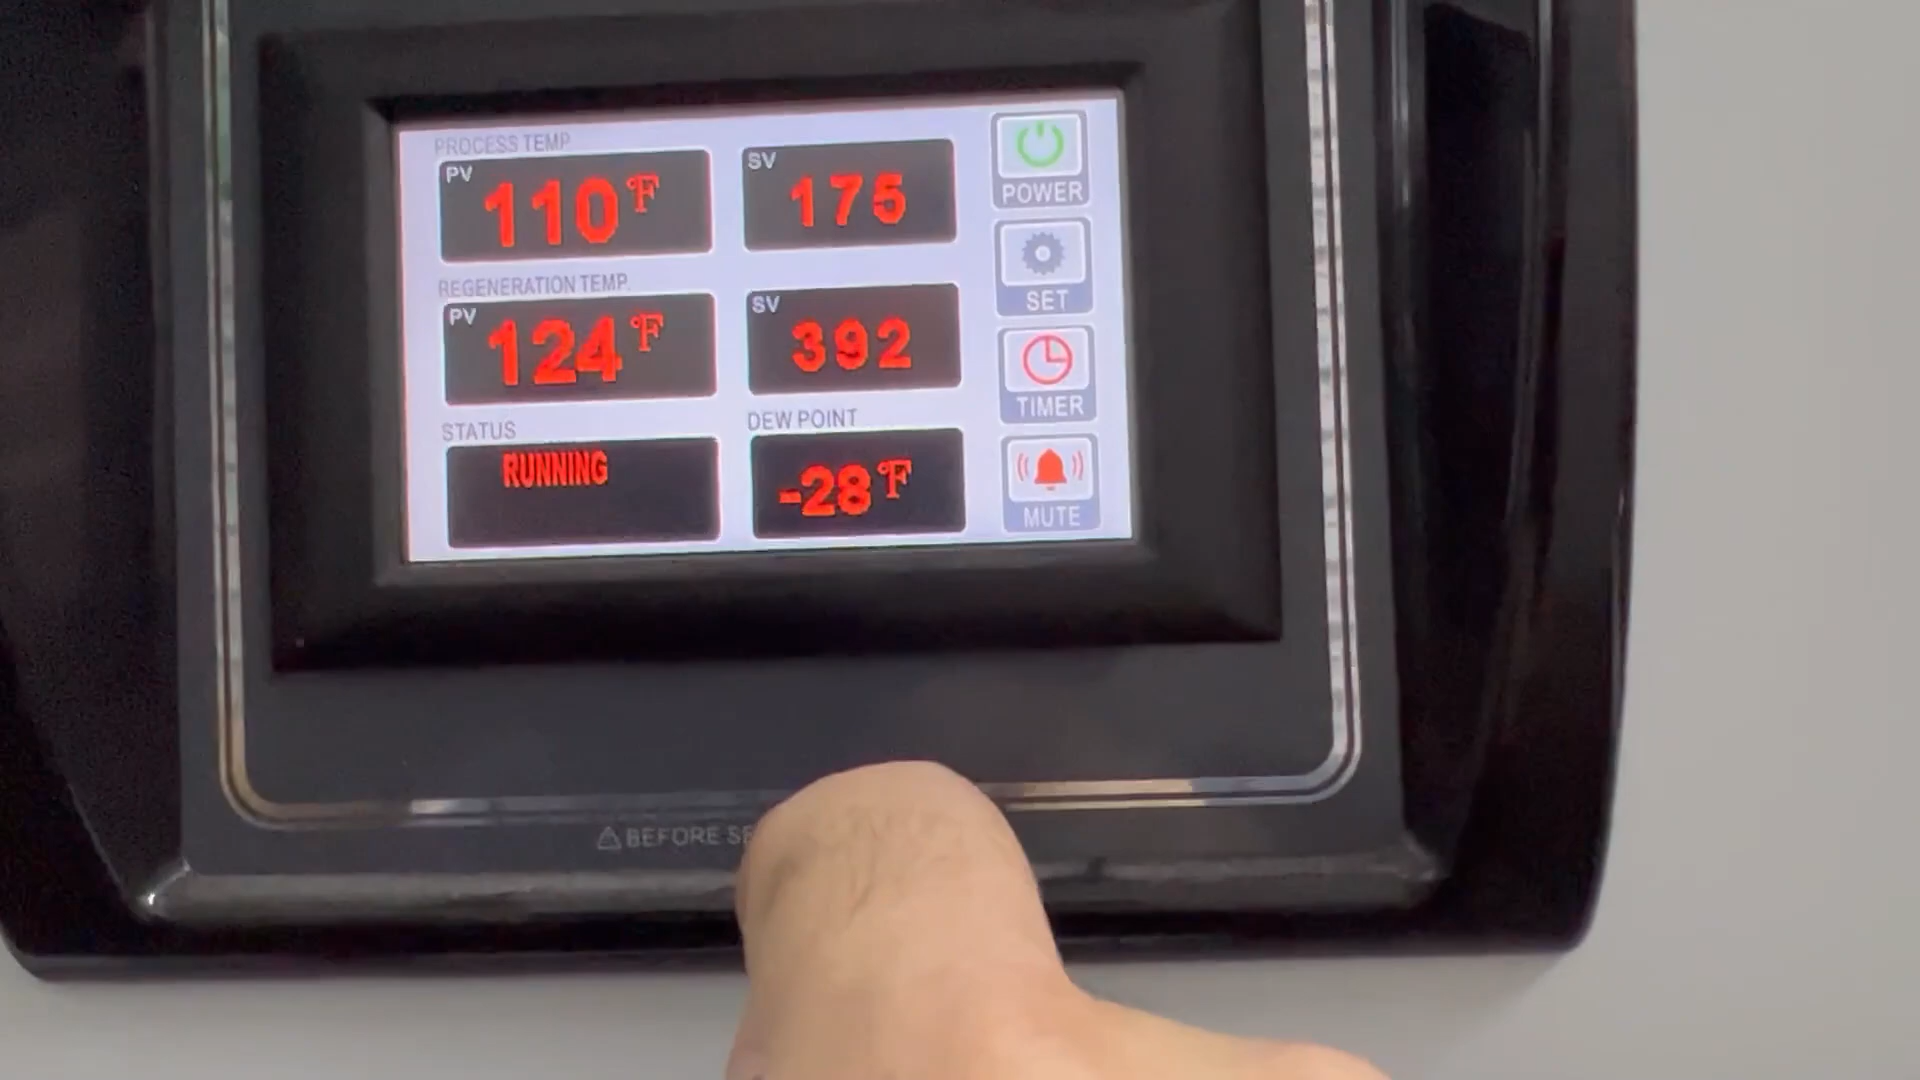 PROCESS TEMP
PV 110°F
SV 175
POWER
SET
REGENERATION TEMP.
PV 124°F
SV 392
TIMER
STATUS
RUNNING
DEW POINT
-28°F
MUTE
⚠ BEFORE